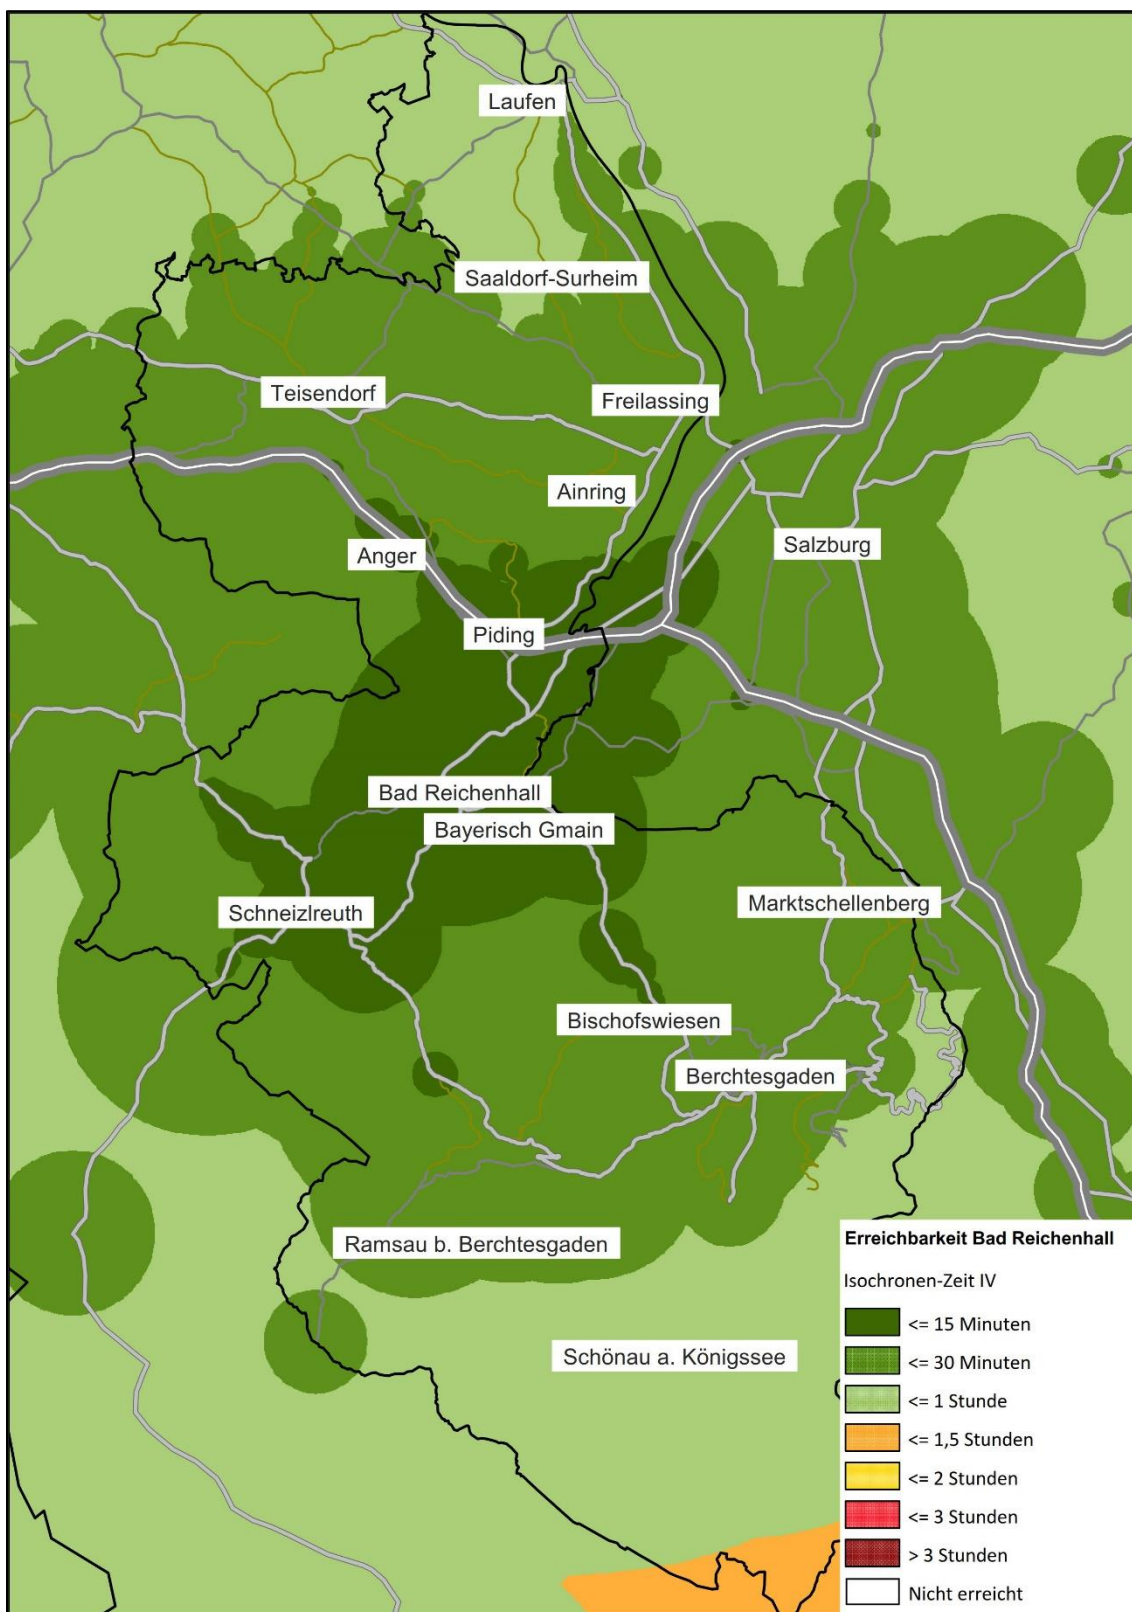 Laufen
Saaldorf-Surheim
Teisendorf
Freilassing
Ainring
Salzburg
Anger
Piding
Bad Reichenhall
Bayerisch Gmain
Schneizlreuth
Marktschellenberg
Bischofswiesen
Berchtesgaden
Ramsau b. Berchtesgaden
Schönau a. Königssee
Erreichbarkeit Bad Reichenhall
Isochronen-Zeit IV
<= 15 Minuten
<= 30 Minuten
<= 1 Stunde
<= 1,5 Stunden
<= 2 Stunden
<= 3 Stunden
> 3 Stunden
Nicht erreicht